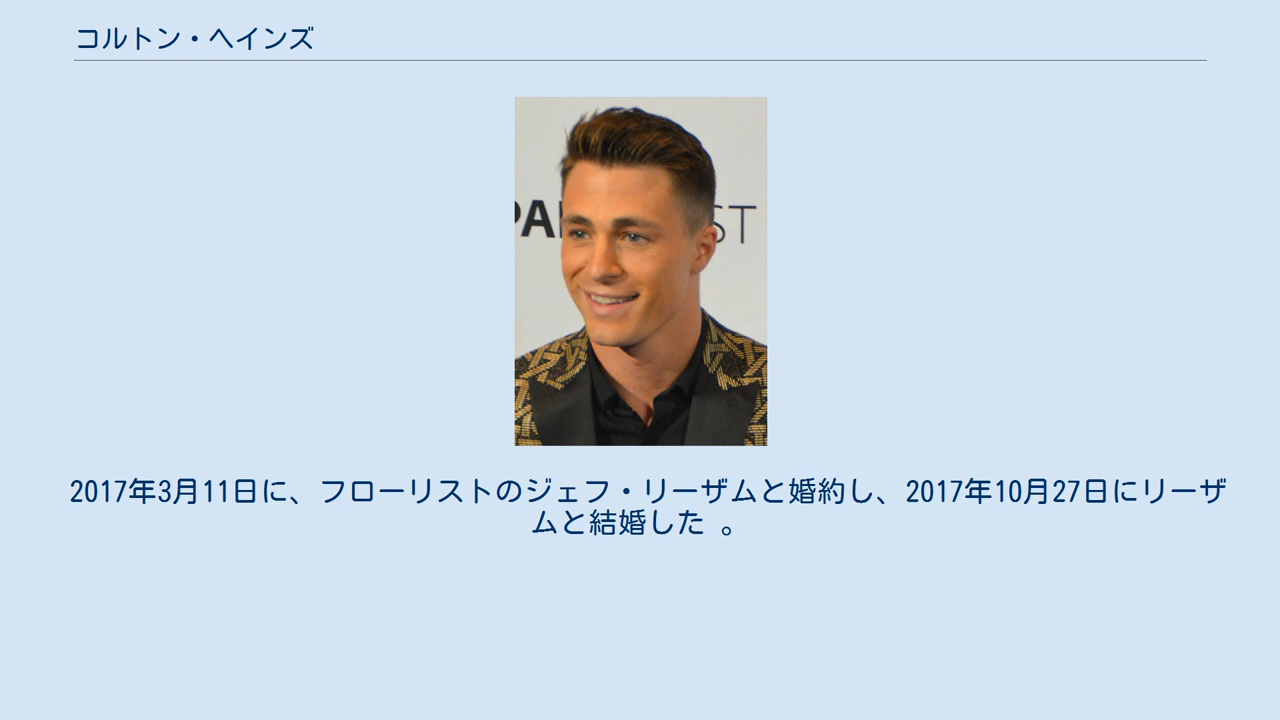 コルトン・ヘインズ
PA
ST
2017年3月11日に、フローリストのジェフ・リーザムと婚約し、2017年10月27日にリーザ
ムと結婚した 。